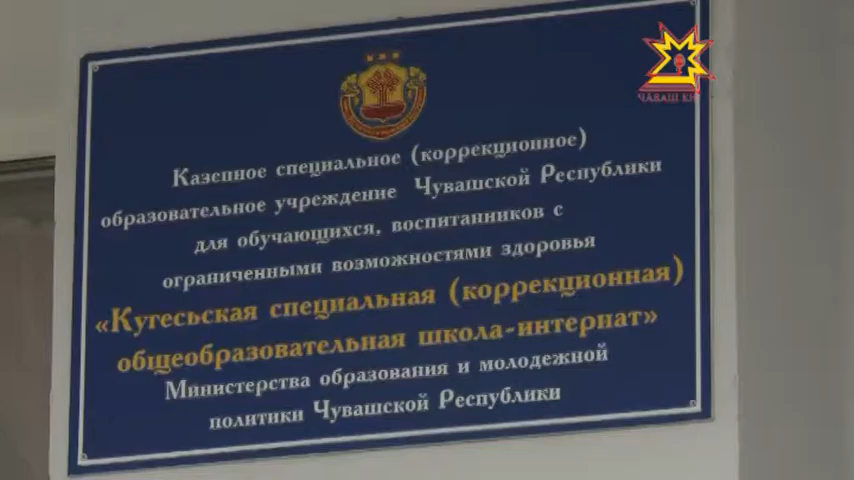 ЧĂВАШ ЕН
Казенное специальное (коррекционное)
образовательное учреждение Чувашской Республики
для обучающихся, воспитанников с
ограниченными возможностями здоровья
«Кугесьская специальная (коррекционная)
общеобразовательная школа-интернат»
Министерства образования и молодежной
политики Чувашской Республики